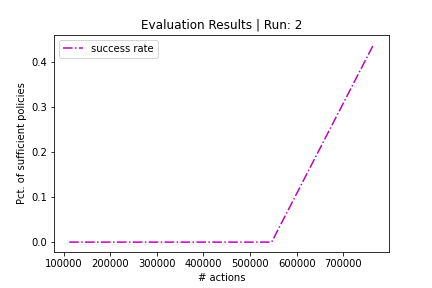 Evaluation Results | Run: 2
success rate
Pct. of sufficient policies
0.4
0.3
0.2
0.1
0.0
100000 200000 300000 400000 500000 600000 700000
# actions